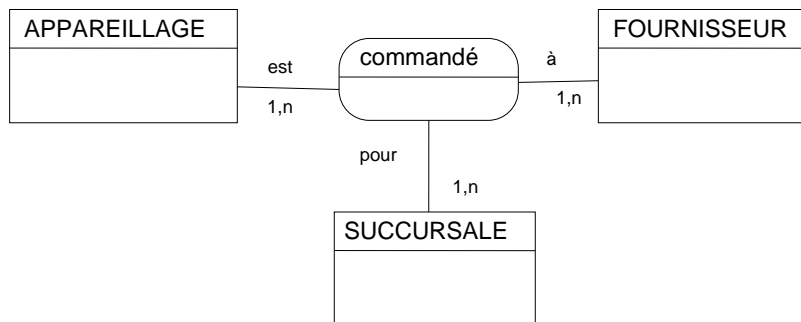 APPAREILLAGE
FOURNISSEUR
commandé
est
à
1,n
1,n
pour
1,n
SUCCURSALE